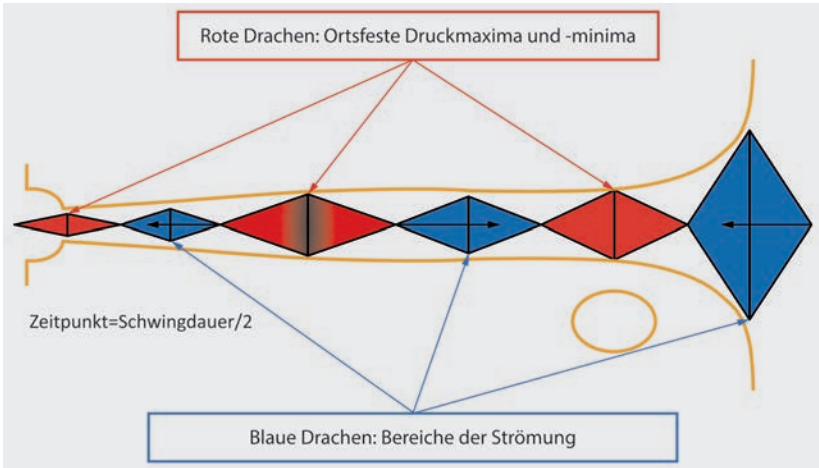 Rote Drachen: Ortsfeste Druckmaxima und -minima
Zeitpunkt=Schwingdauer/2
Blaue Drachen: Bereiche der Strömung